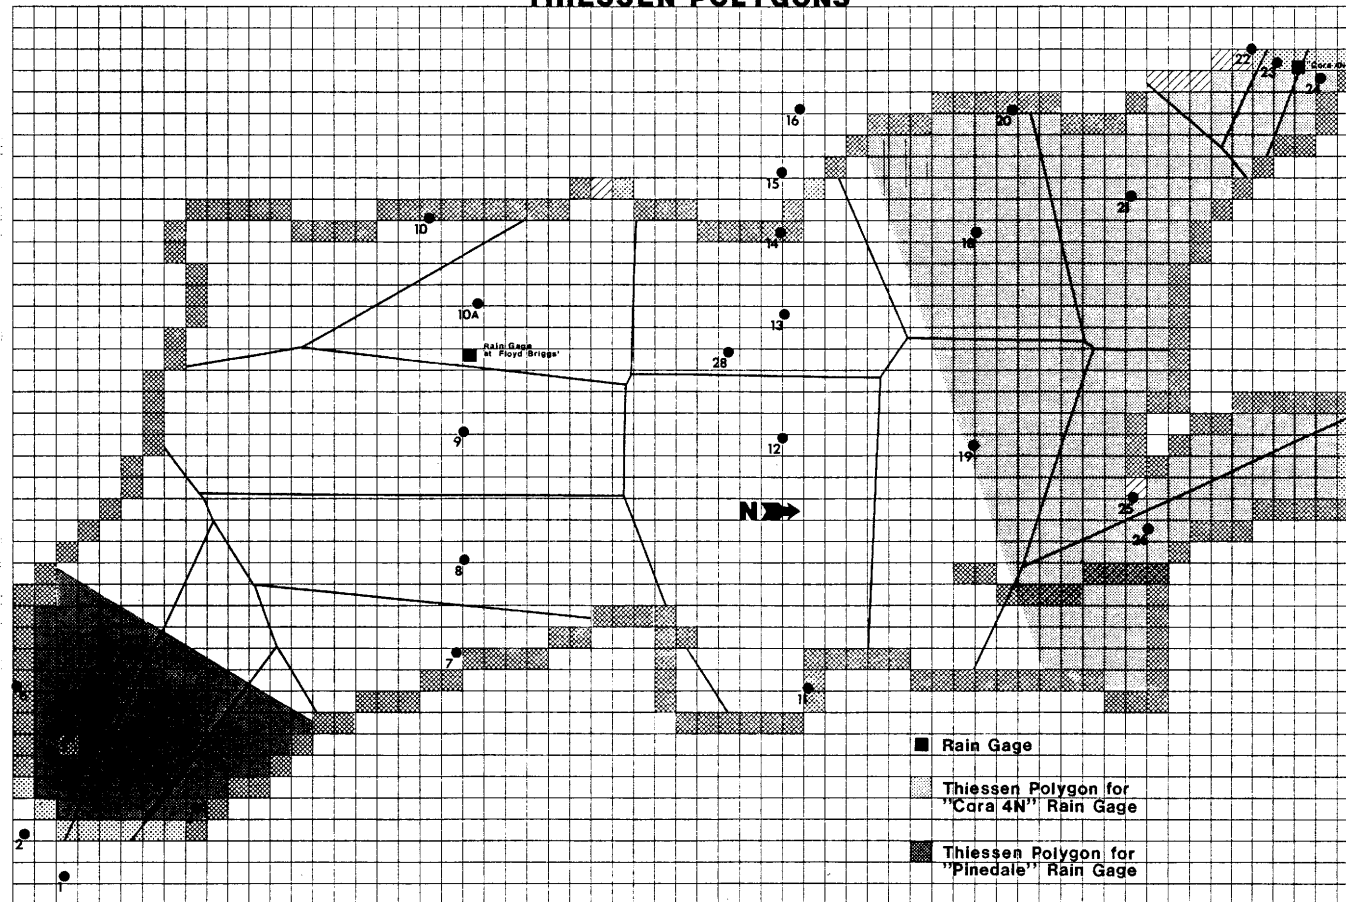 THIESSEN POLYGONS
22
23
24
16
20
15
21
10
14
18
10A
13
Rain Gage
at Floyd Briggs'
28
9
12
19
N
25
26
8
7
11
Rain Gage
Thiessen Polygon for
"Cora 4N" Rain Gage
2
Thiessen Polygon for
"Pinedale" Rain Gage
1